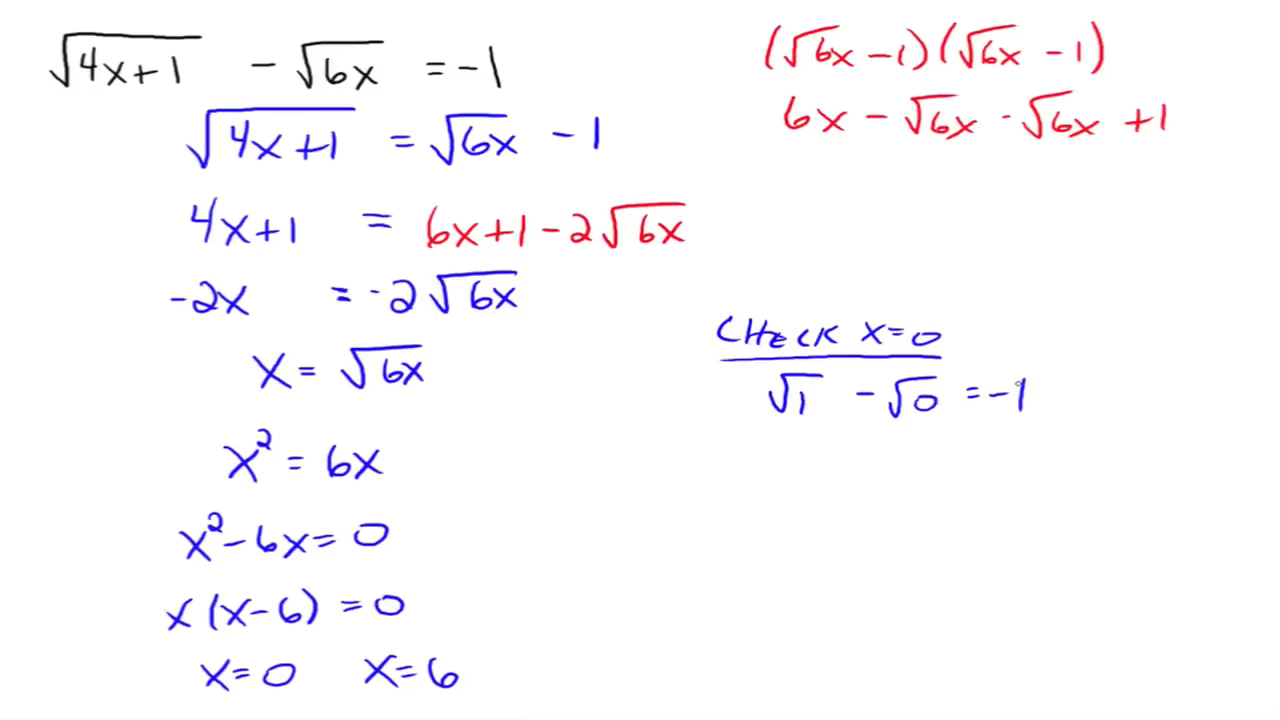 √4x+1 - √6x = -1
√4x+1 = √6x - 1
4x+1 = 6x+1-2√6x
-2x = -2√6x
x = √6x
x² = 6x
x²-6x=0
x(x-6)=0
x=0 x=6
(√6x -1)(√6x -1)
6x - √6x - √6x +1
CHECK x=0
√1 - √0 = -1